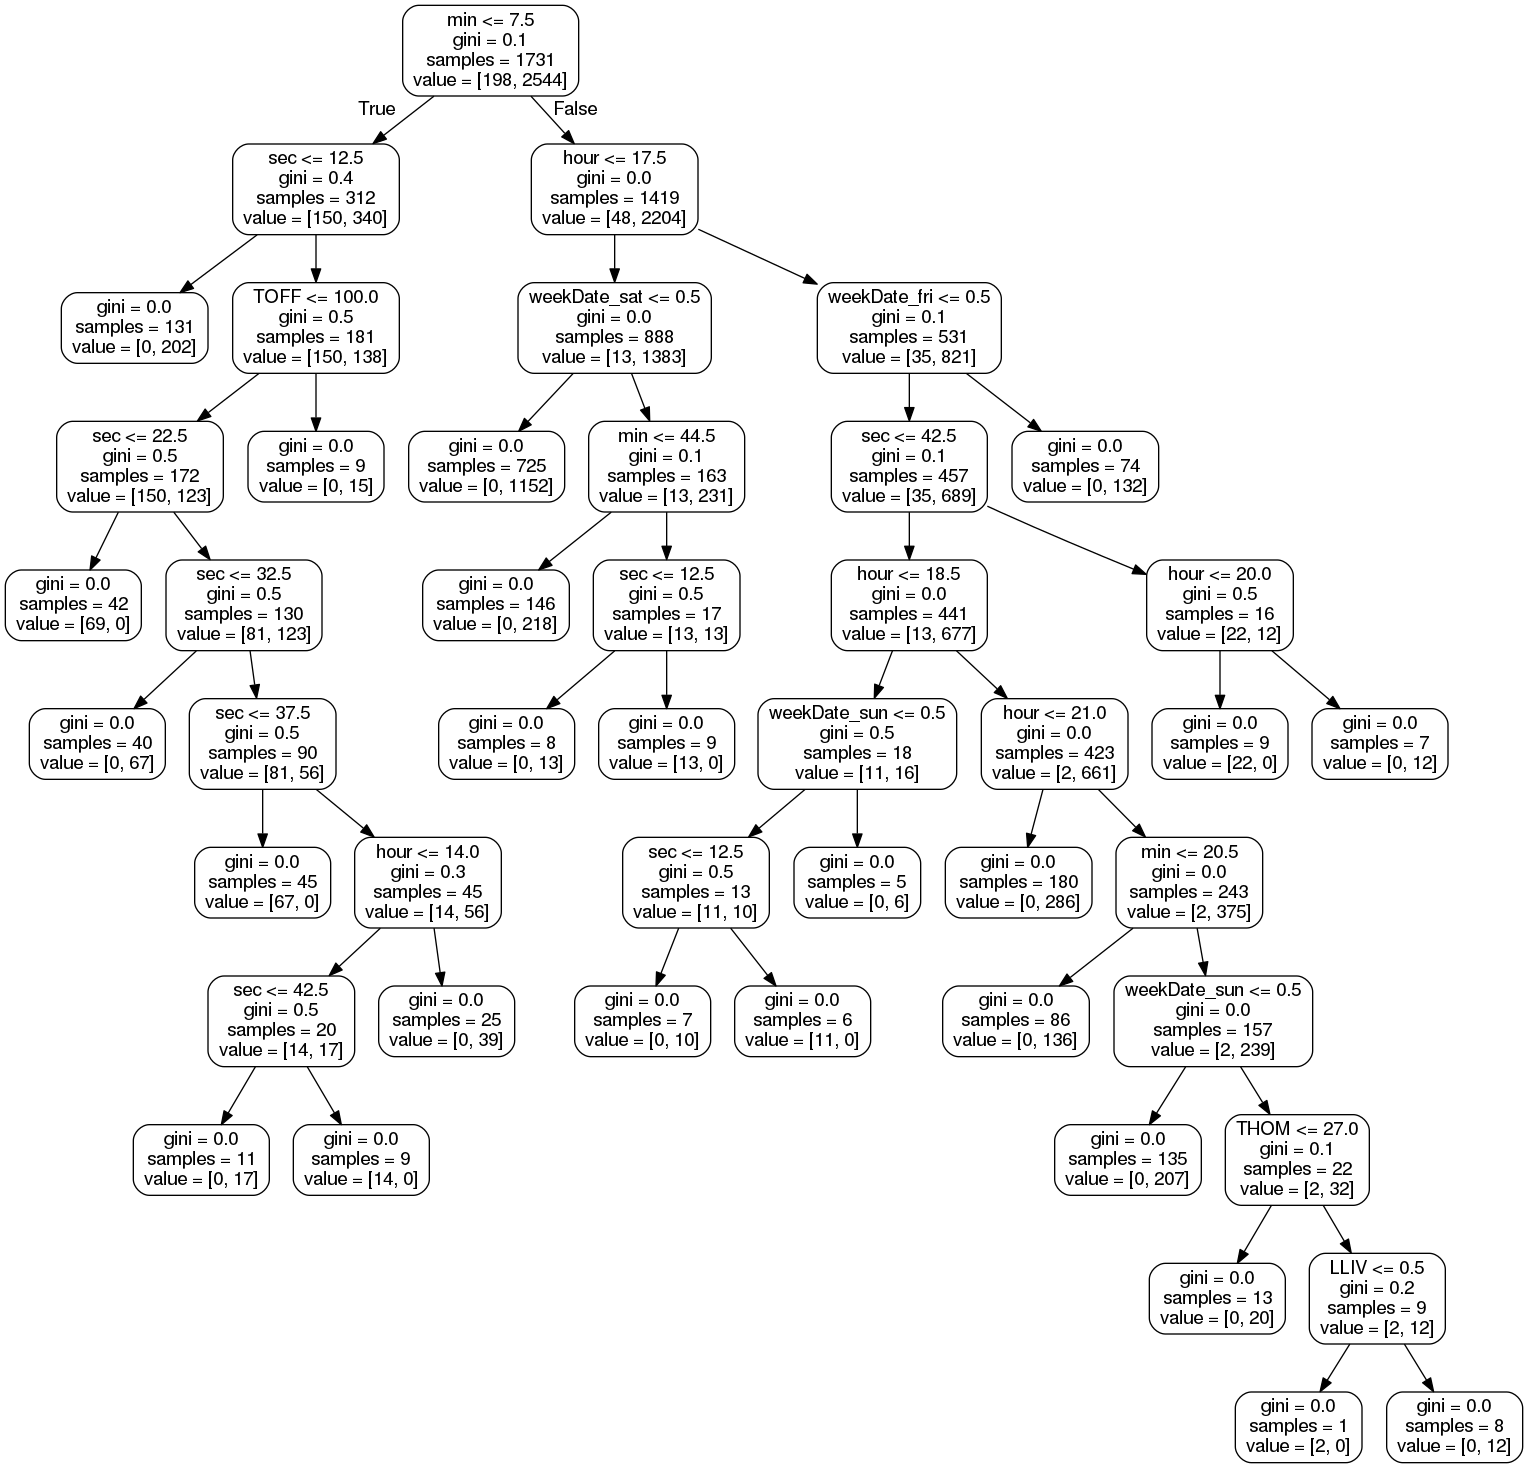 min <= 7.5
gini = 0.1
samples = 1731
value = [198, 2544]
True
False
sec <= 12.5
gini = 0.4
samples = 312
value = [150, 340]
hour <= 17.5
gini = 0.0
samples = 1419
value = [48, 2204]
gini = 0.0
samples = 131
value = [0, 202]
TOFF <= 100.0
gini = 0.5
samples = 181
value = [150, 138]
weekDate_sat <= 0.5
gini = 0.0
samples = 888
value = [13, 1383]
weekDate_fri <= 0.5
gini = 0.1
samples = 531
value = [35, 821]
sec <= 22.5
gini = 0.5
samples = 172
value = [150, 123]
gini = 0.0
samples = 9
value = [0, 15]
gini = 0.0
samples = 725
value = [0, 1152]
min <= 44.5
gini = 0.1
samples = 163
value = [13, 231]
sec <= 42.5
gini = 0.1
samples = 457
value = [35, 689]
gini = 0.0
samples = 74
value = [0, 132]
gini = 0.0
samples = 42
value = [69, 0]
sec <= 32.5
gini = 0.5
samples = 130
value = [81, 123]
gini = 0.0
samples = 146
value = [0, 218]
sec <= 12.5
gini = 0.5
samples = 17
value = [13, 13]
hour <= 18.5
gini = 0.0
samples = 441
value = [13, 677]
hour <= 20.0
gini = 0.5
samples = 16
value = [22, 12]
gini = 0.0
samples = 40
value = [0, 67]
sec <= 37.5
gini = 0.5
samples = 90
value = [81, 56]
gini = 0.0
samples = 8
value = [0, 13]
gini = 0.0
samples = 9
value = [13, 0]
weekDate_sun <= 0.5
gini = 0.5
samples = 18
value = [11, 16]
hour <= 21.0
gini = 0.0
samples = 423
value = [2, 661]
gini = 0.0
samples = 9
value = [22, 0]
gini = 0.0
samples = 7
value = [0, 12]
gini = 0.0
samples = 45
value = [67, 0]
hour <= 14.0
gini = 0.3
samples = 45
value = [14, 56]
sec <= 12.5
gini = 0.5
samples = 13
value = [11, 10]
gini = 0.0
samples = 5
value = [0, 6]
gini = 0.0
samples = 180
value = [0, 286]
min <= 20.5
gini = 0.0
samples = 243
value = [2, 375]
sec <= 42.5
gini = 0.5
samples = 20
value = [14, 17]
gini = 0.0
samples = 25
value = [0, 39]
gini = 0.0
samples = 7
value = [0, 10]
gini = 0.0
samples = 6
value = [11, 0]
gini = 0.0
samples = 86
value = [0, 136]
weekDate_sun <= 0.5
gini = 0.0
samples = 157
value = [2, 239]
gini = 0.0
samples = 11
value = [0, 17]
gini = 0.0
samples = 9
value = [14, 0]
gini = 0.0
samples = 135
value = [0, 207]
THOM <= 27.0
gini = 0.1
samples = 22
value = [2, 32]
gini = 0.0
samples = 13
value = [0, 20]
LLIV <= 0.5
gini = 0.2
samples = 9
value = [2, 12]
gini = 0.0
samples = 1
value = [2, 0]
gini = 0.0
samples = 8
value = [0, 12]